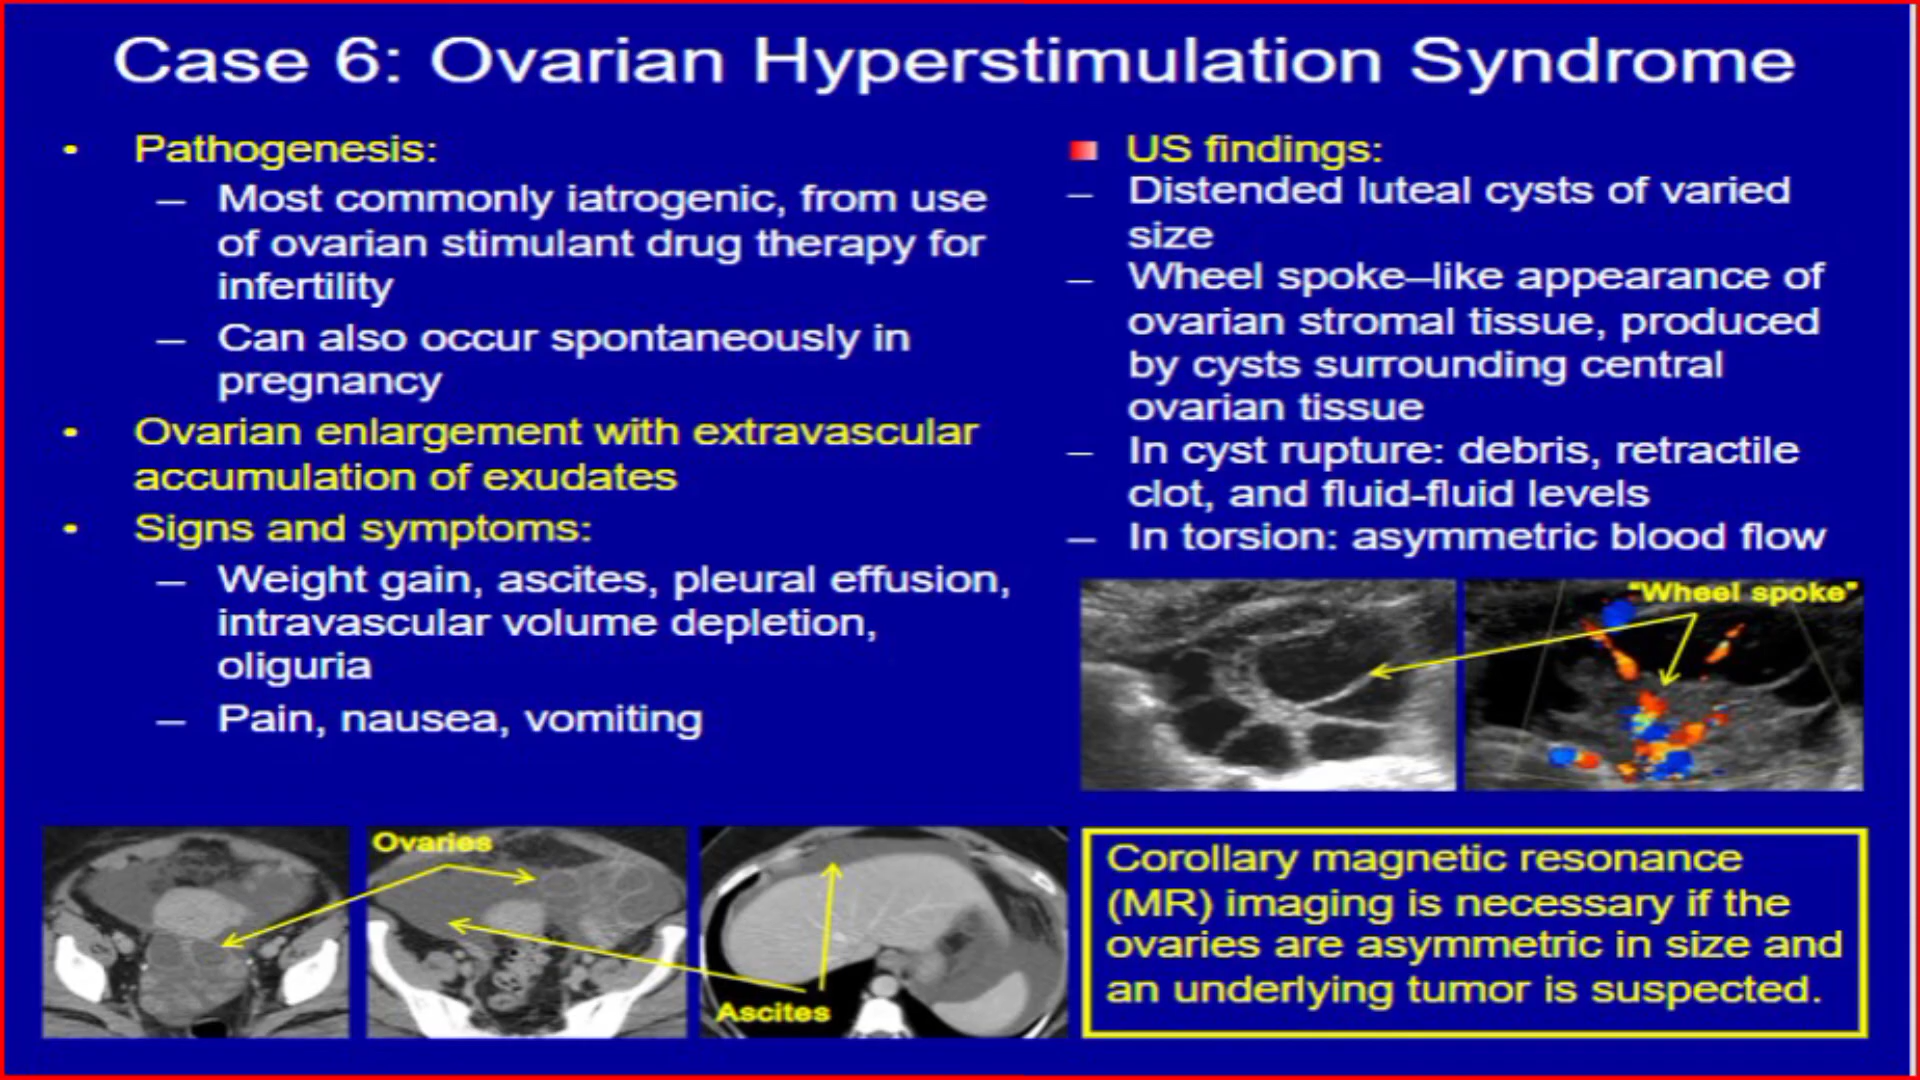 Case 6: Ovarian Hyperstimulation Syndrome
• Pathogenesis:
– Most commonly iatrogenic, from use
of ovarian stimulant drug therapy for
infertility
– Can also occur spontaneously in
pregnancy
• Ovarian enlargement with extravascular
accumulation of exudates
• Signs and symptoms:
– Weight gain, ascites, pleural effusion,
intravascular volume depletion,
oliguria
– Pain, nausea, vomiting
US findings:
– Distended luteal cysts of varied
size
– Wheel spoke–like appearance of
ovarian stromal tissue, produced
by cysts surrounding central
ovarian tissue
– In cyst rupture: debris, retractile
clot, and fluid-fluid levels
– In torsion: asymmetric blood flow
"Wheel spoke"
Ovaries
Ascites
Corollary magnetic resonance
(MR) imaging is necessary if the
ovaries are asymmetric in size and
an underlying tumor is suspected.